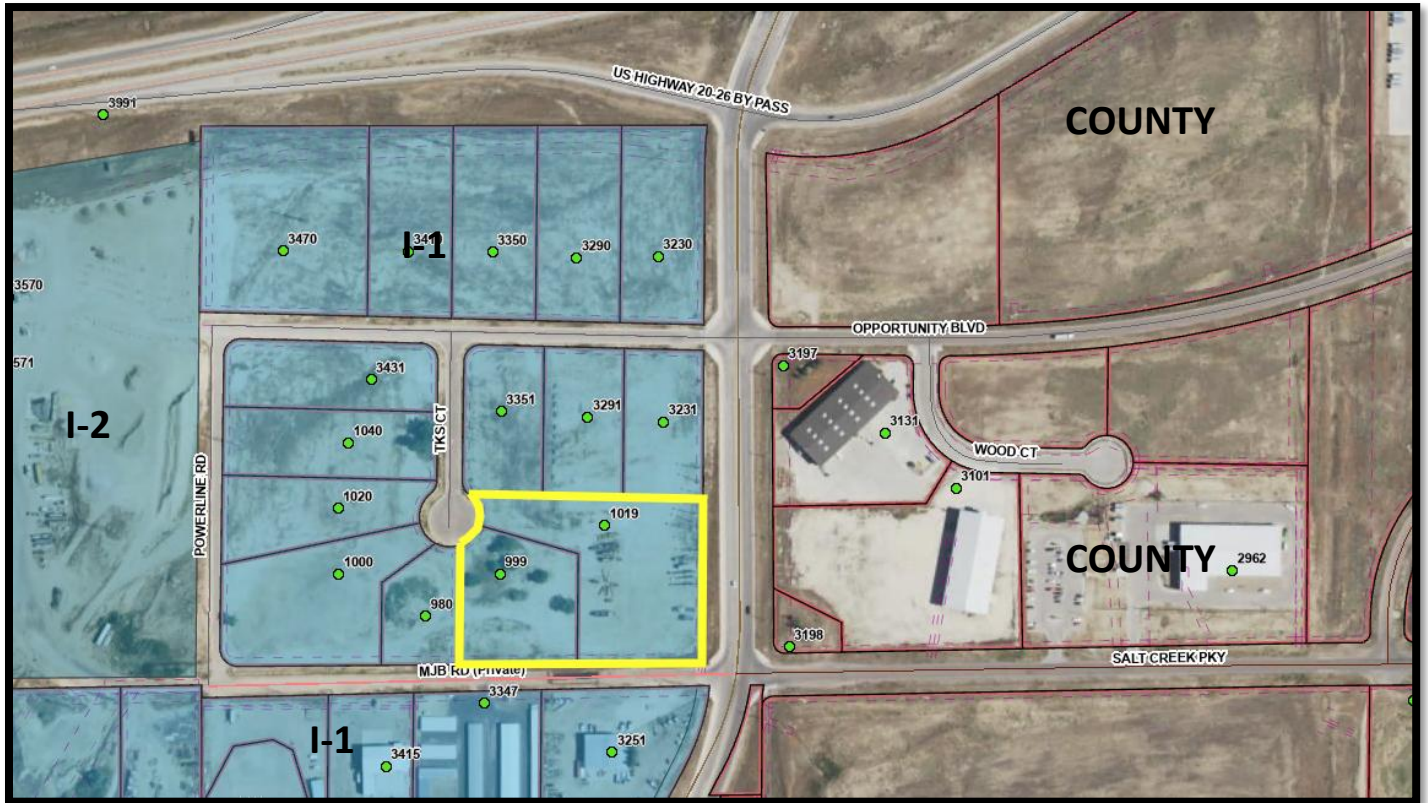 US HIGHWAY 20-26 BY PASS
3991
COUNTY
3470
I-1
3350
3290
3230
3570
OPPORTUNITY BLVD
3571
3431
3351
3291
3231
3197
I-2
TKS CT
1040
3131
WOOD CT
POWERLINE RD
1020
1019
3101
1000
999
COUNTY
2962
980
3198
MJB RD (Private)
SALT CREEK PKY
3347
I-1
3415
3251